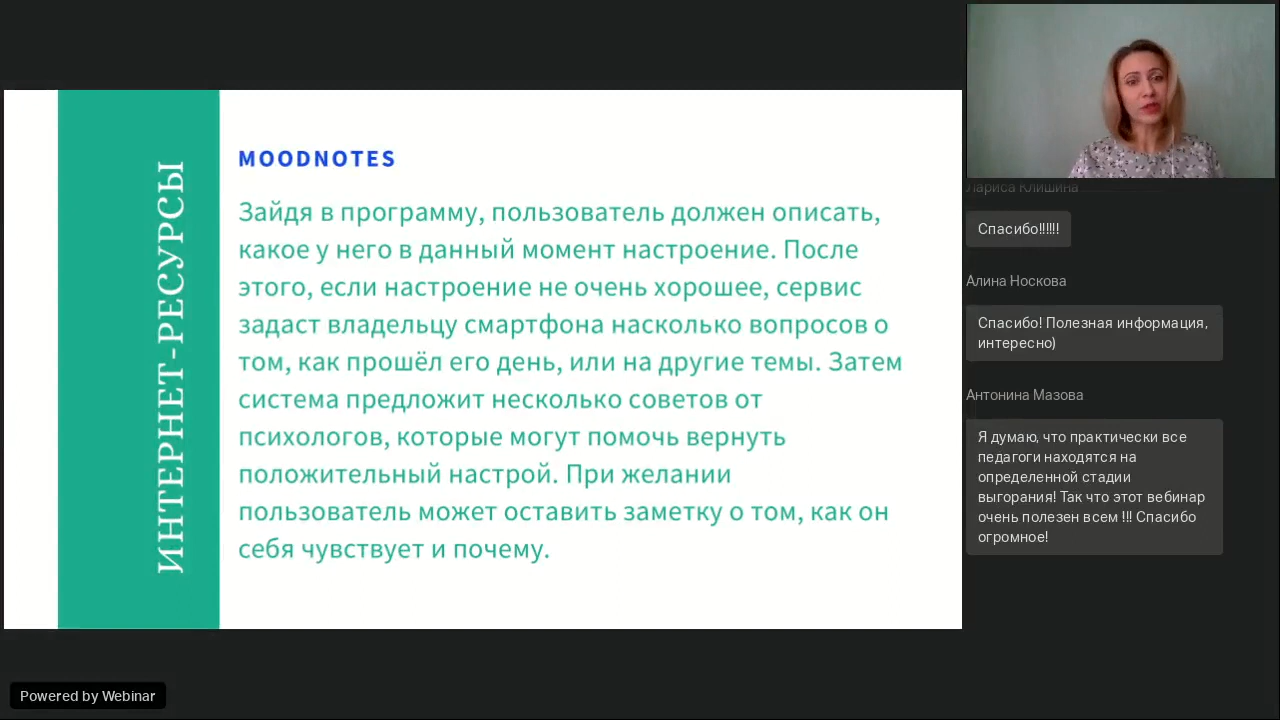 ИНТЕРНЕТ-РЕСУРСЫ
MOODNOTES
Зайдя в программу, пользователь должен описать,
какое у него в данный момент настроение. После
этого, если настроение не очень хорошее, сервис
задаст владельцу смартфона насколько вопросов о
том, как прошёл его день, или на другие темы. Затем
система предложит несколько советов от
психологов, которые могут помочь вернуть
положительный настрой. При желании
пользователь может оставить заметку о том, как он
себя чувствует и почему.
Лариса Клишина
Спасибо!!!!!!
Алина Носкова
Спасибо! Полезная информация,
интересно)
Антонина Мазова
Я думаю, что практически все
педагоги находятся на
определенной стадии
выгорания! Так что этот вебинар
очень полезен всем !!! Спасибо
огромное!
Powered by Webinar